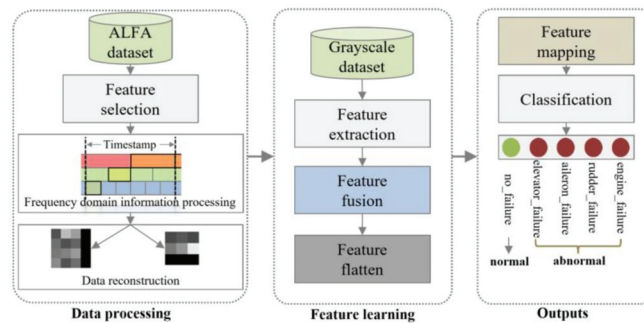 ALFA
dataset
Feature
selection
Timestamp
Frequency domain information processing
Data reconstruction
Data processing
Grayscale
dataset
Feature
extraction
Feature
fusion
Feature
flatten
Feature learning
Feature
mapping
Classification
no_failure
elevator_failure
aileron_failure
rudder_failure
engine_failure
normal
abnormal
Outputs